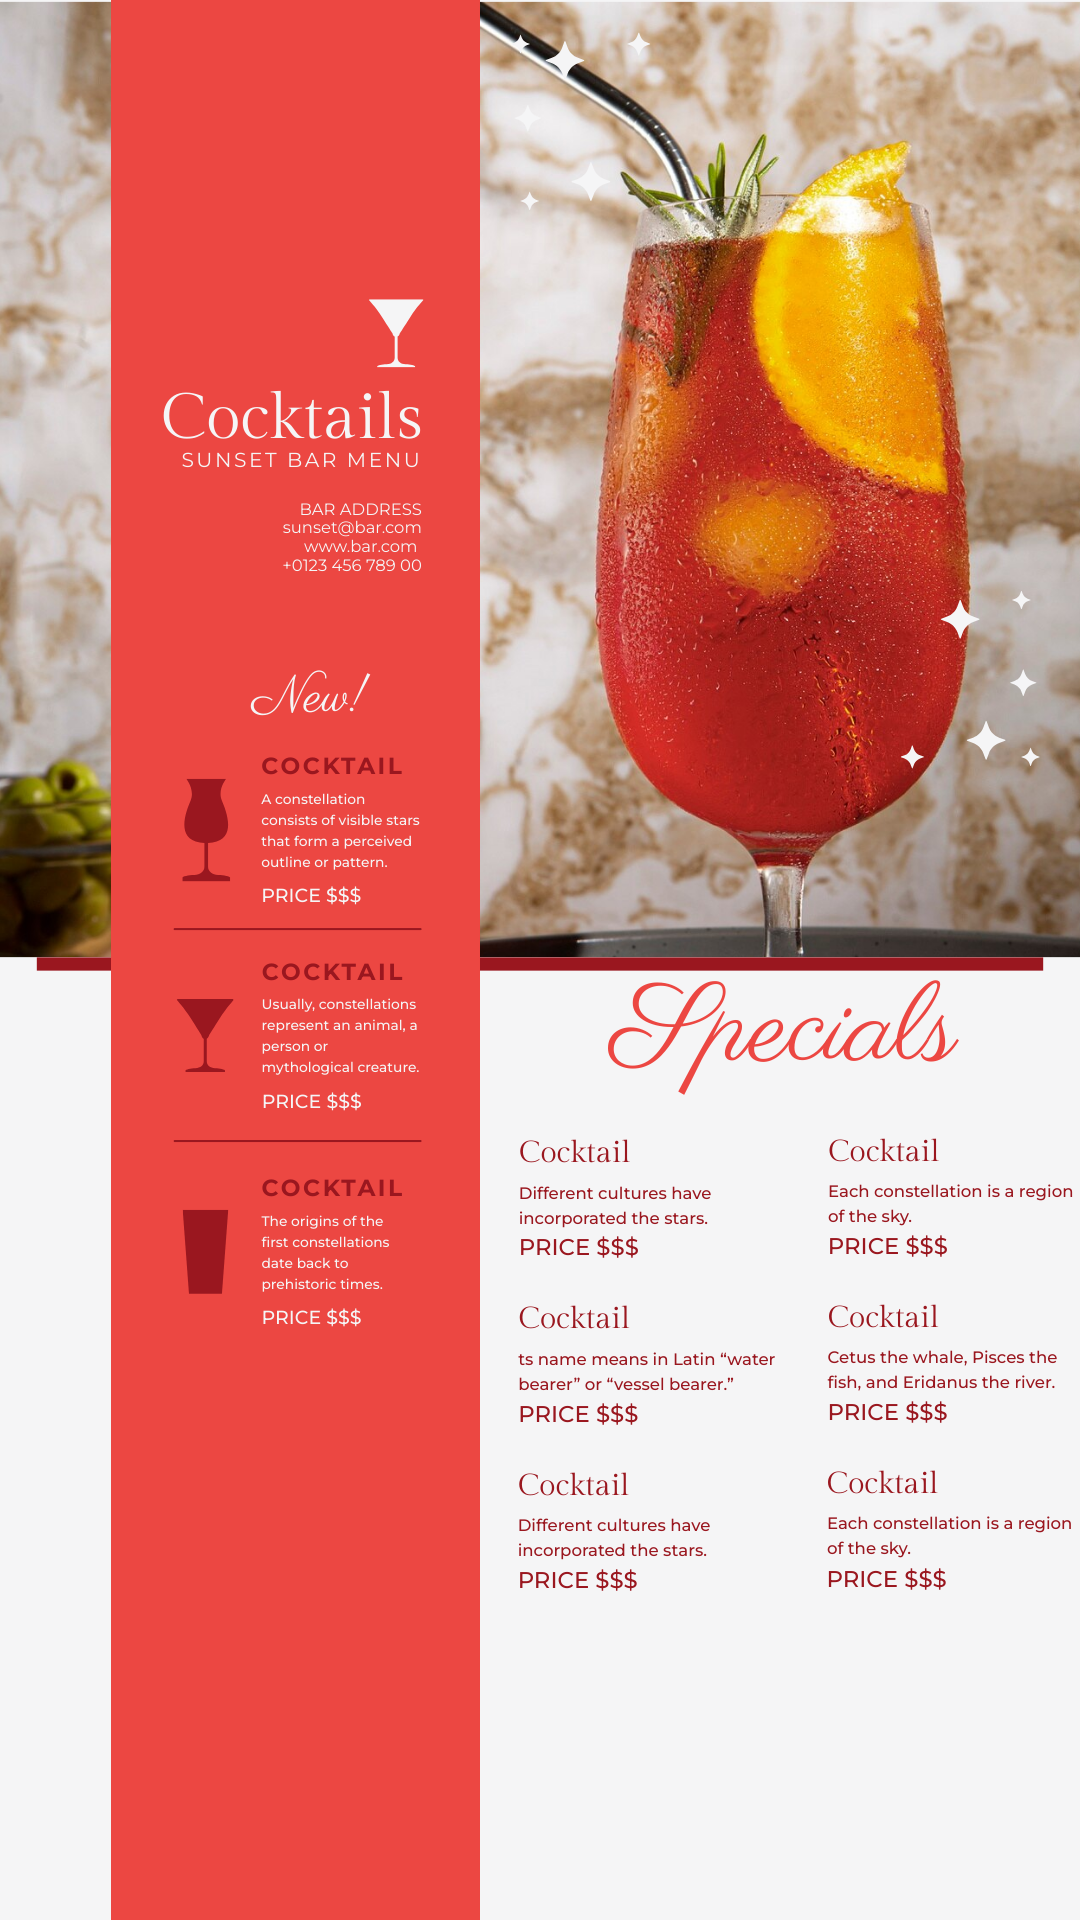 Cocktails
SUNSET BAR MENU
BAR ADDRESS
sunset@bar.com
www.bar.com
+0123 456 789 00
New!
COCKTAIL
A constellation
consists of visible stars
that form a perceived
outline or pattern.
PRICE $$$
COCKTAIL
Usually, constellations
represent an animal, a
person or
mythological creature.
PRICE $$$
COCKTAIL
The origins of the
first constellations
date back to
prehistoric times.
PRICE $$$
Specials
Cocktail
Different cultures have
incorporated the stars.
PRICE $$$
Cocktail
Each constellation is a region
of the sky.
PRICE $$$
Cocktail
ts name means in Latin “water
bearer” or “vessel bearer.”
PRICE $$$
Cocktail
Cetus the whale, Pisces the
fish, and Eridanus the river.
PRICE $$$
Cocktail
Different cultures have
incorporated the stars.
PRICE $$$
Cocktail
Each constellation is a region
of the sky.
PRICE $$$